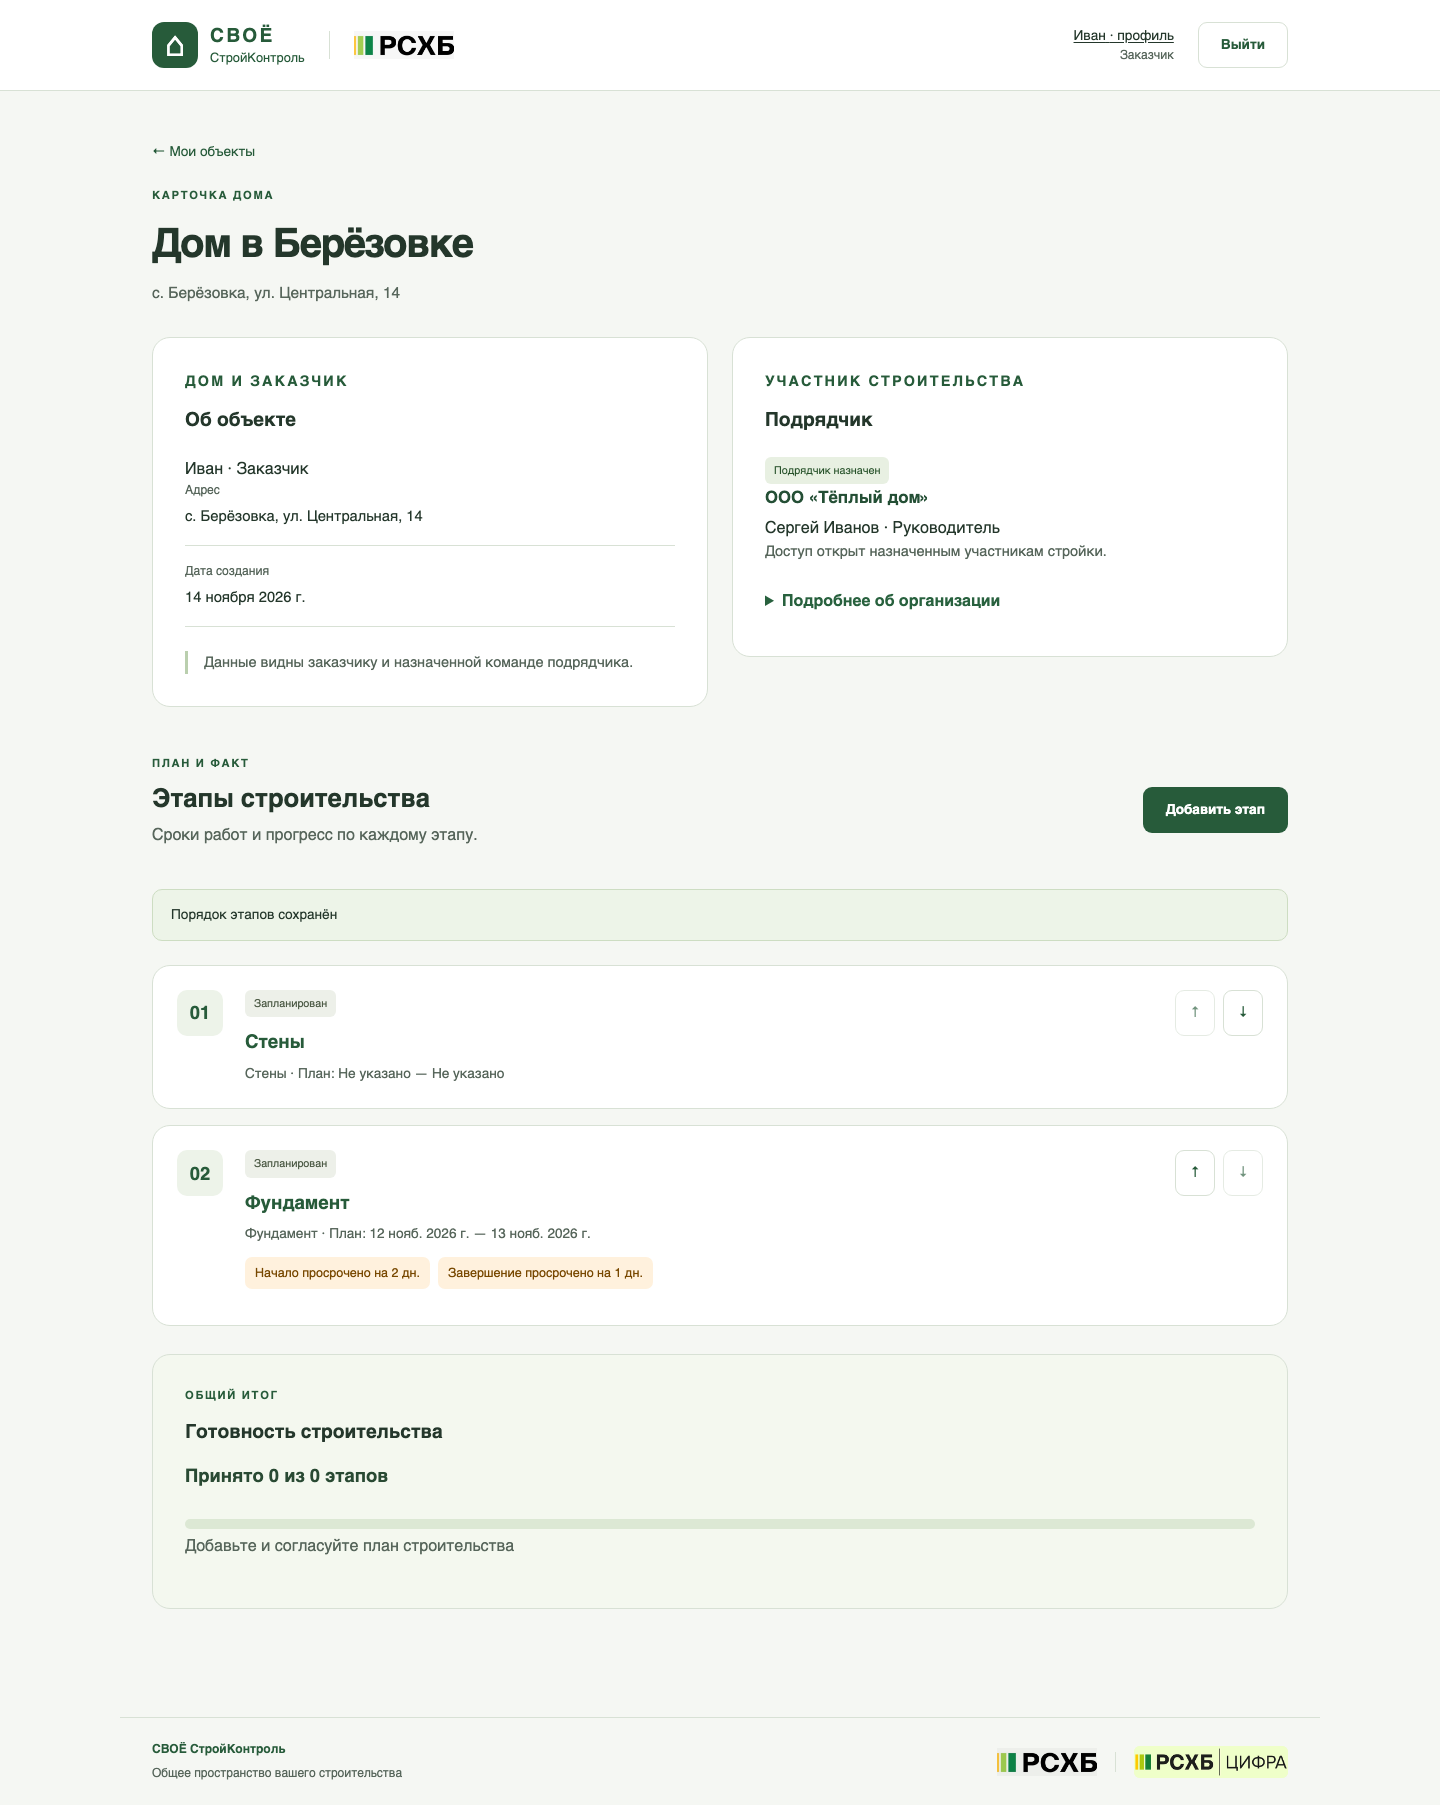 СВОЁ
СтройКонтроль
РСХБ
Иван · профиль
Заказчик
Выйти
← Мои объекты
КАРТОЧКА ДОМА
Дом в Берёзовке
с. Берёзовка, ул. Центральная, 14
ДОМ И ЗАКАЗЧИК
Об объекте
Иван · Заказчик
Адрес
с. Берёзовка, ул. Центральная, 14
Дата создания
14 ноября 2026 г.
Данные видны заказчику и назначенной команде подрядчика.
УЧАСТНИК СТРОИТЕЛЬСТВА
Подрядчик
Подрядчик назначен
ООО «Тёплый дом»
Сергей Иванов · Руководитель
Доступ открыт назначенным участникам стройки.
▶ Подробнее об организации
ПЛАН И ФАКТ
Этапы строительства
Сроки работ и прогресс по каждому этапу.
Добавить этап
Порядок этапов сохранён
01
Запланирован
Стены
Стены · План: Не указано — Не указано
↑ ↓
02
Запланирован
Фундамент
Фундамент · План: 12 нояб. 2026 г. — 13 нояб. 2026 г.
Начало просрочено на 2 дн.
Завершение просрочено на 1 дн.
↑ ↓
ОБЩИЙ ИТОГ
Готовность строительства
Принято 0 из 0 этапов
Добавьте и согласуйте план строительства
СВОЁ СтройКонтроль
Общее пространство вашего строительства
РСХБ
РСХБ ЦИФРА